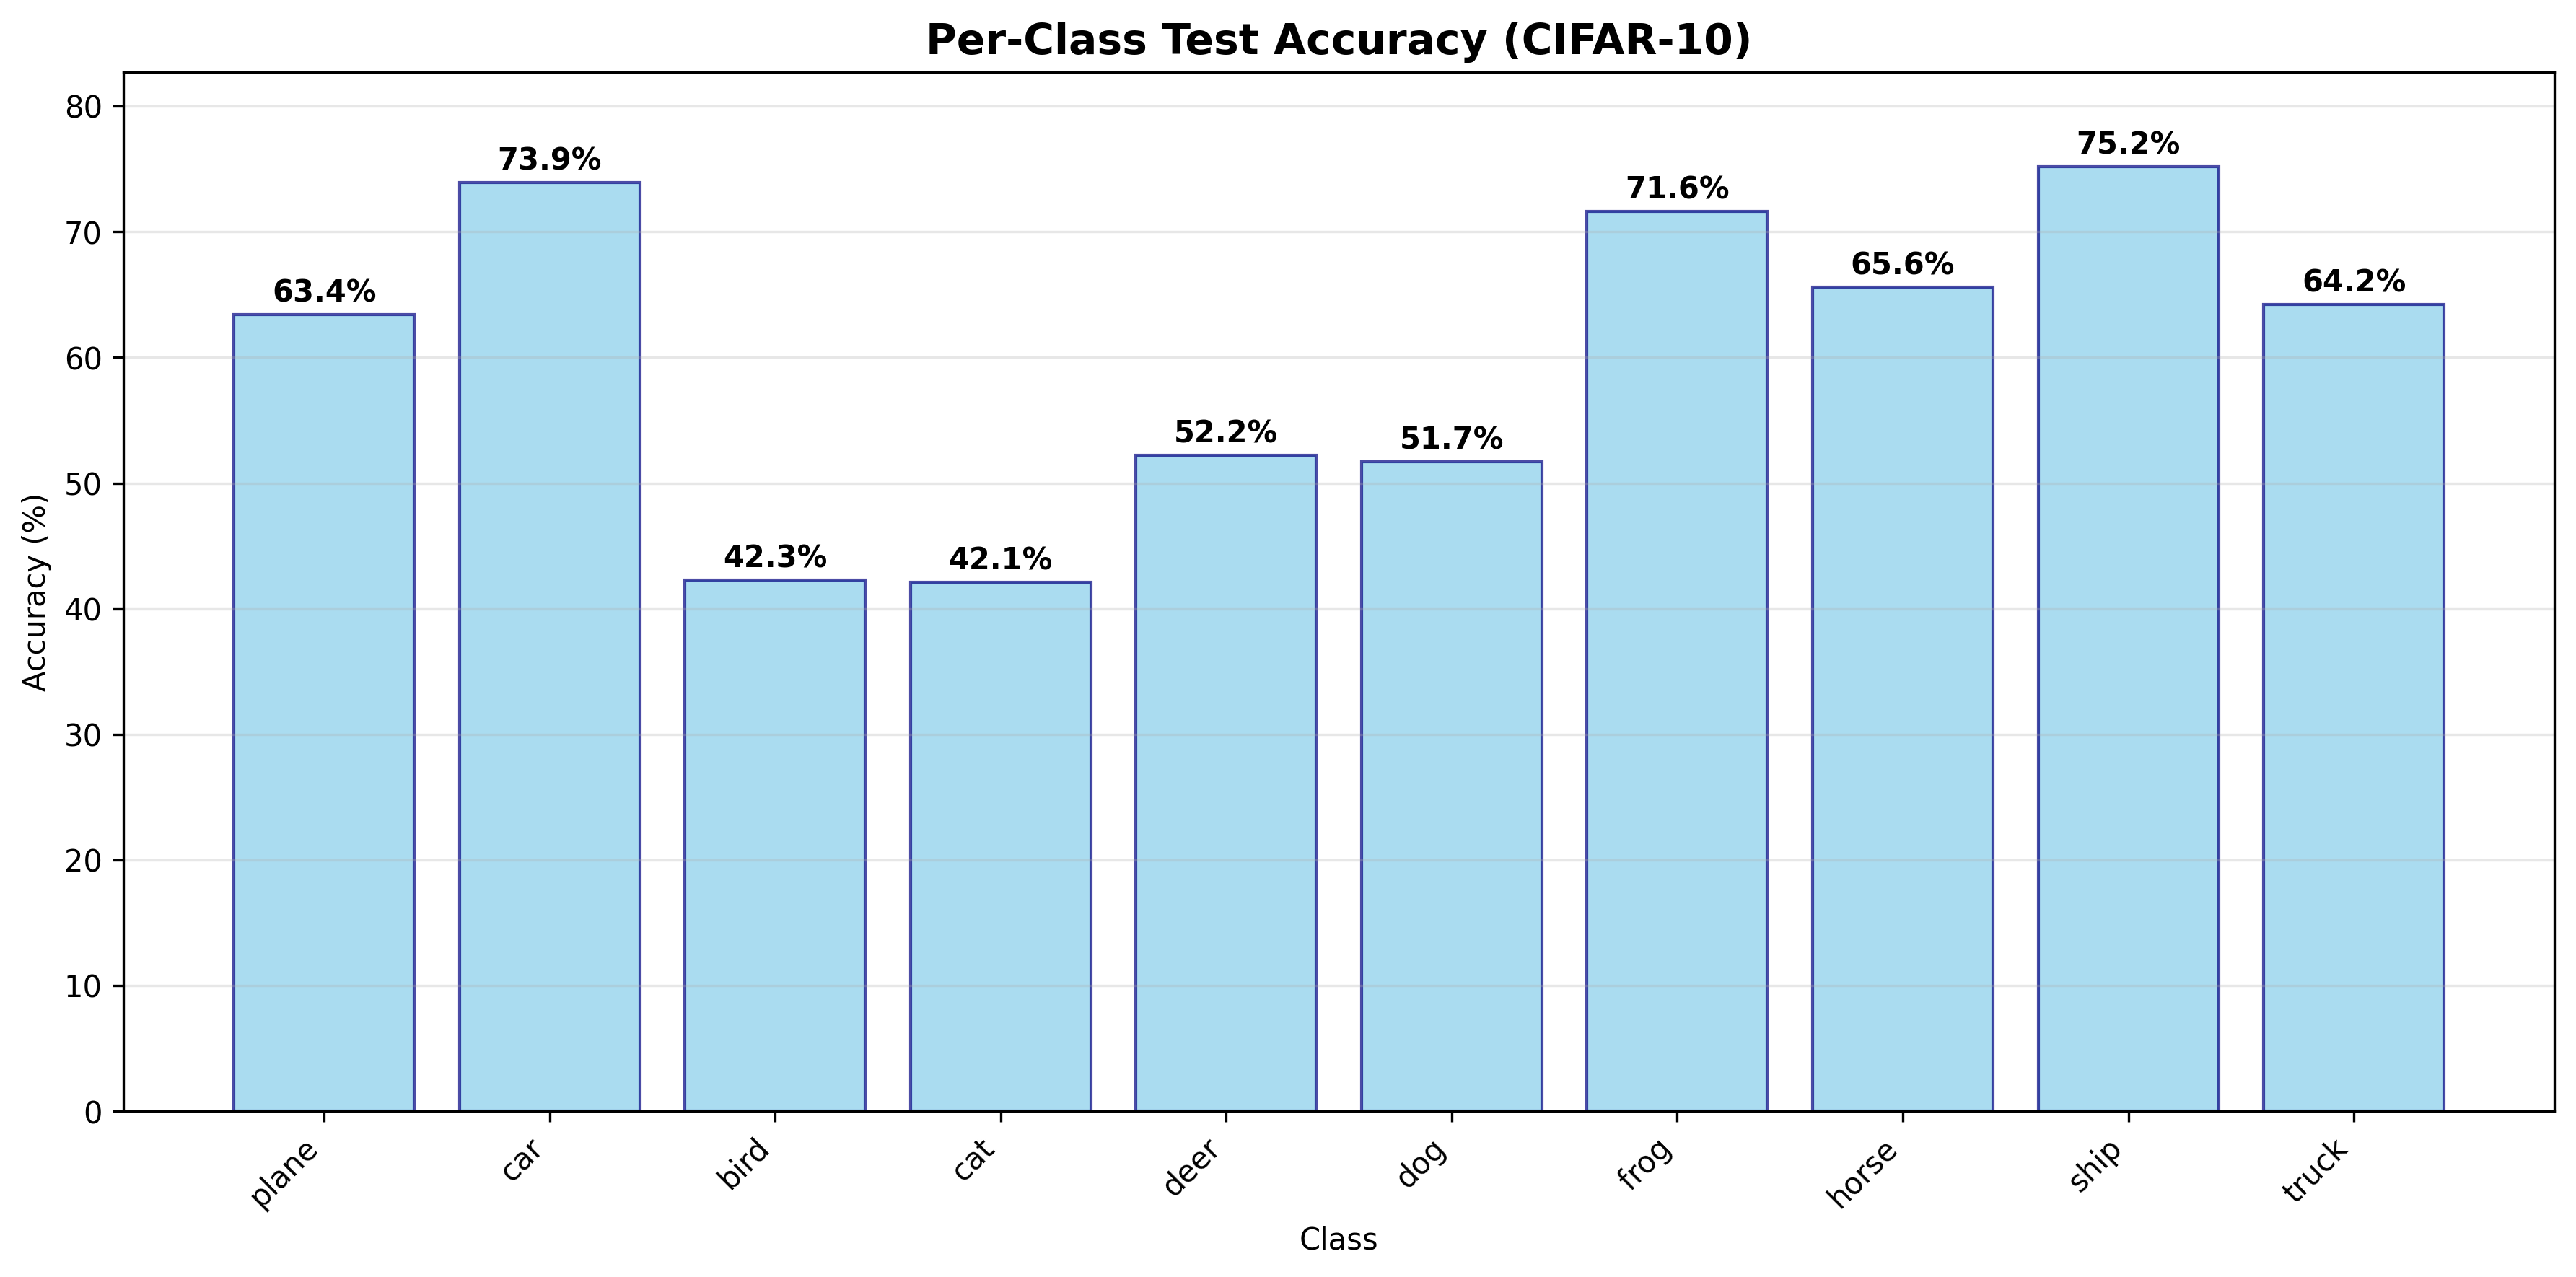 Per-Class Test Accuracy (CIFAR-10)
Accuracy (%)
80
70
60
50
40
30
20
10
0
63.4%
73.9%
42.3%
42.1%
52.2%
51.7%
71.6%
65.6%
75.2%
64.2%
plane
car
bird
cat
deer
dog
frog
horse
ship
truck
Class